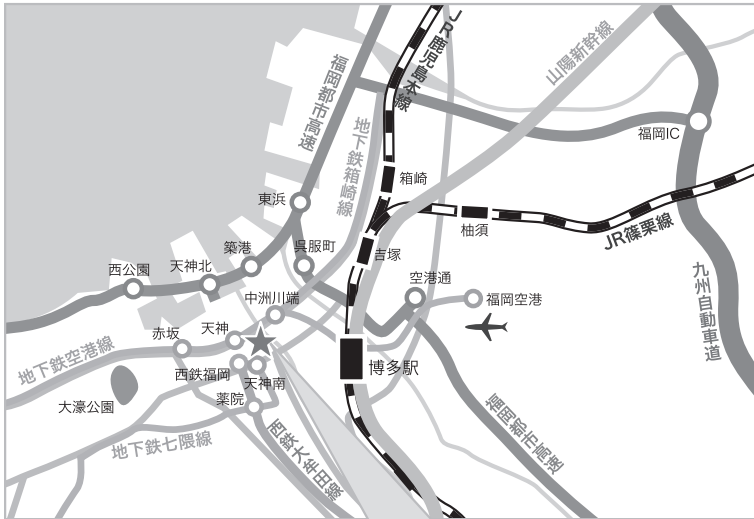 JR鹿児島本線
山陽新幹線
福岡都市高速
地下鉄箱崎線
福岡IC
箱崎
東浜
柚須
JR篠栗線
吉塚
呉服町
築港
天神北
西公園
空港通
福岡空港
九州自動車道
中洲川端
天神
赤坂
地下鉄空港線
博多駅
西鉄福岡
天神南
大濠公園
薬院
地下鉄七隈線
西鉄大牟田線
福岡都市高速